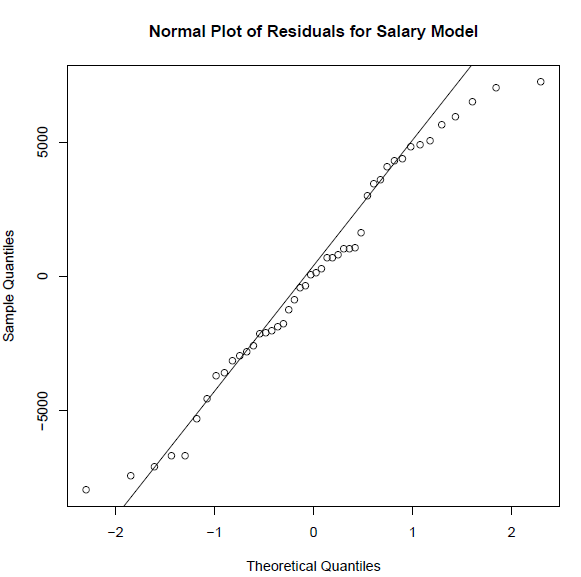 Normal Plot of Residuals for Salary Model
5000
0
−5000
Sample Quantiles
−2 −1 0 1 2
Theoretical Quantiles